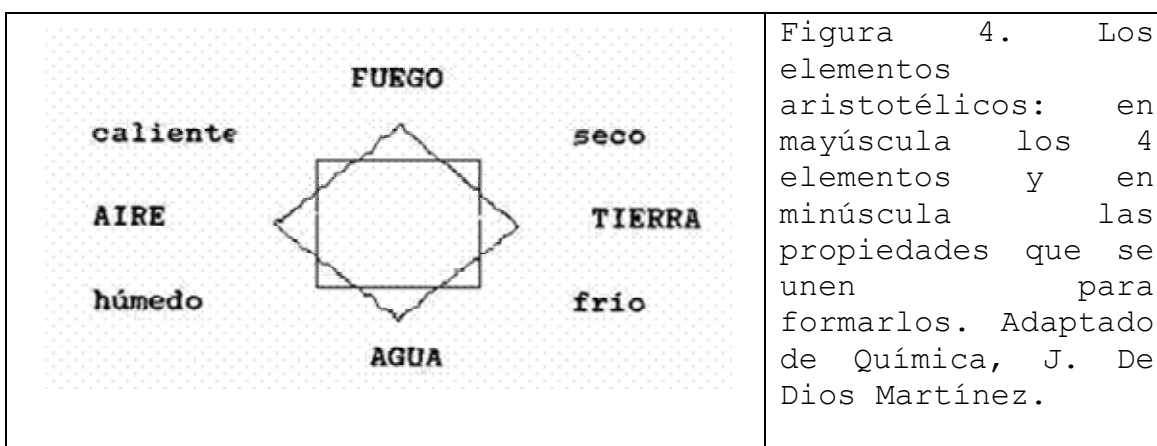 FUEGO
caliente seco
AIRE TIERRA
húmedo frío
AGUA
Figura 4. Los
elementos
aristotélicos: en
mayúscula los 4
elementos y en
minúscula las
propiedades que se
unen para
formarlos. Adaptado
de Química, J. De
Dios Martínez.